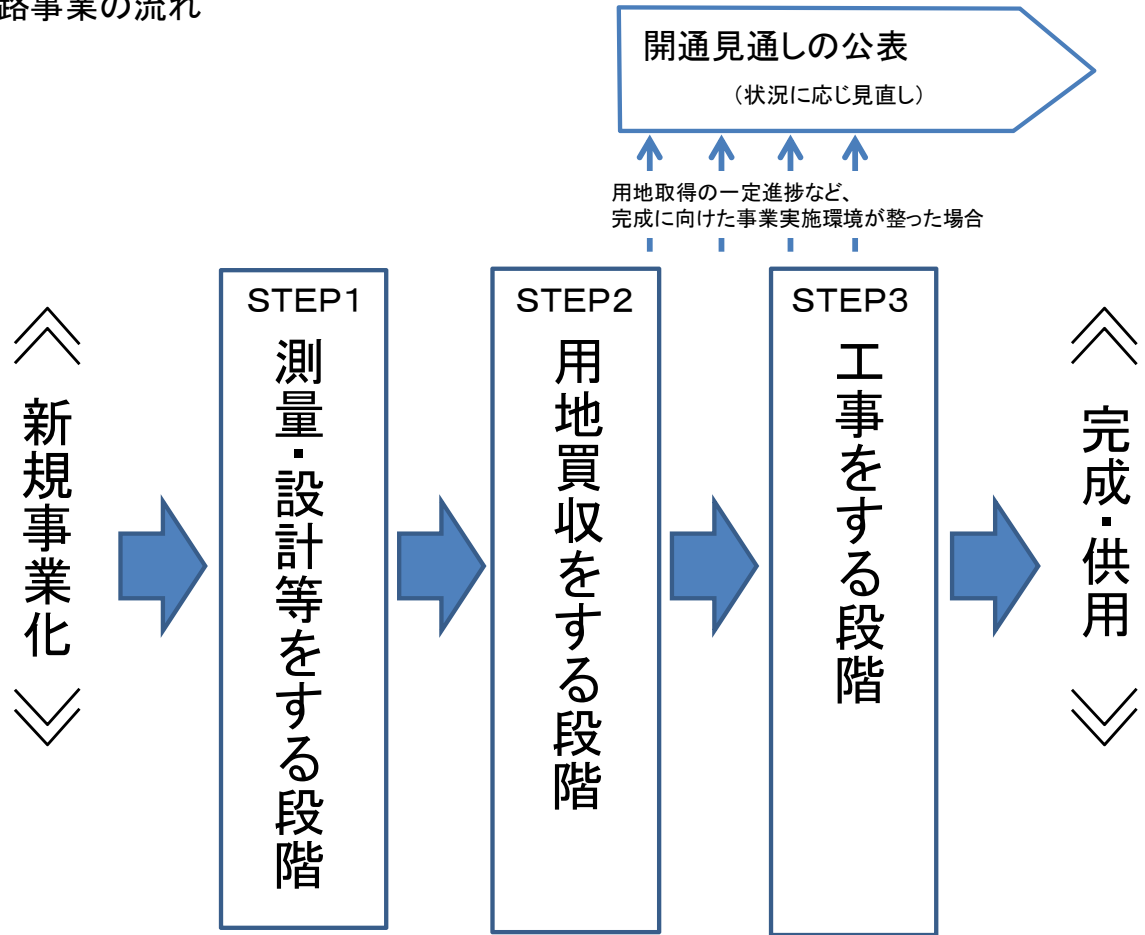 路事業の流れ
開通見通しの公表
（状況に応じ見直し）
用地取得の一定進捗など、
完成に向けた事業実施環境が整った場合
《新規事業化》
STEP1
測量・設計等をする段階
STEP2
用地買収をする段階
STEP3
工事をする段階
《完成・供用》